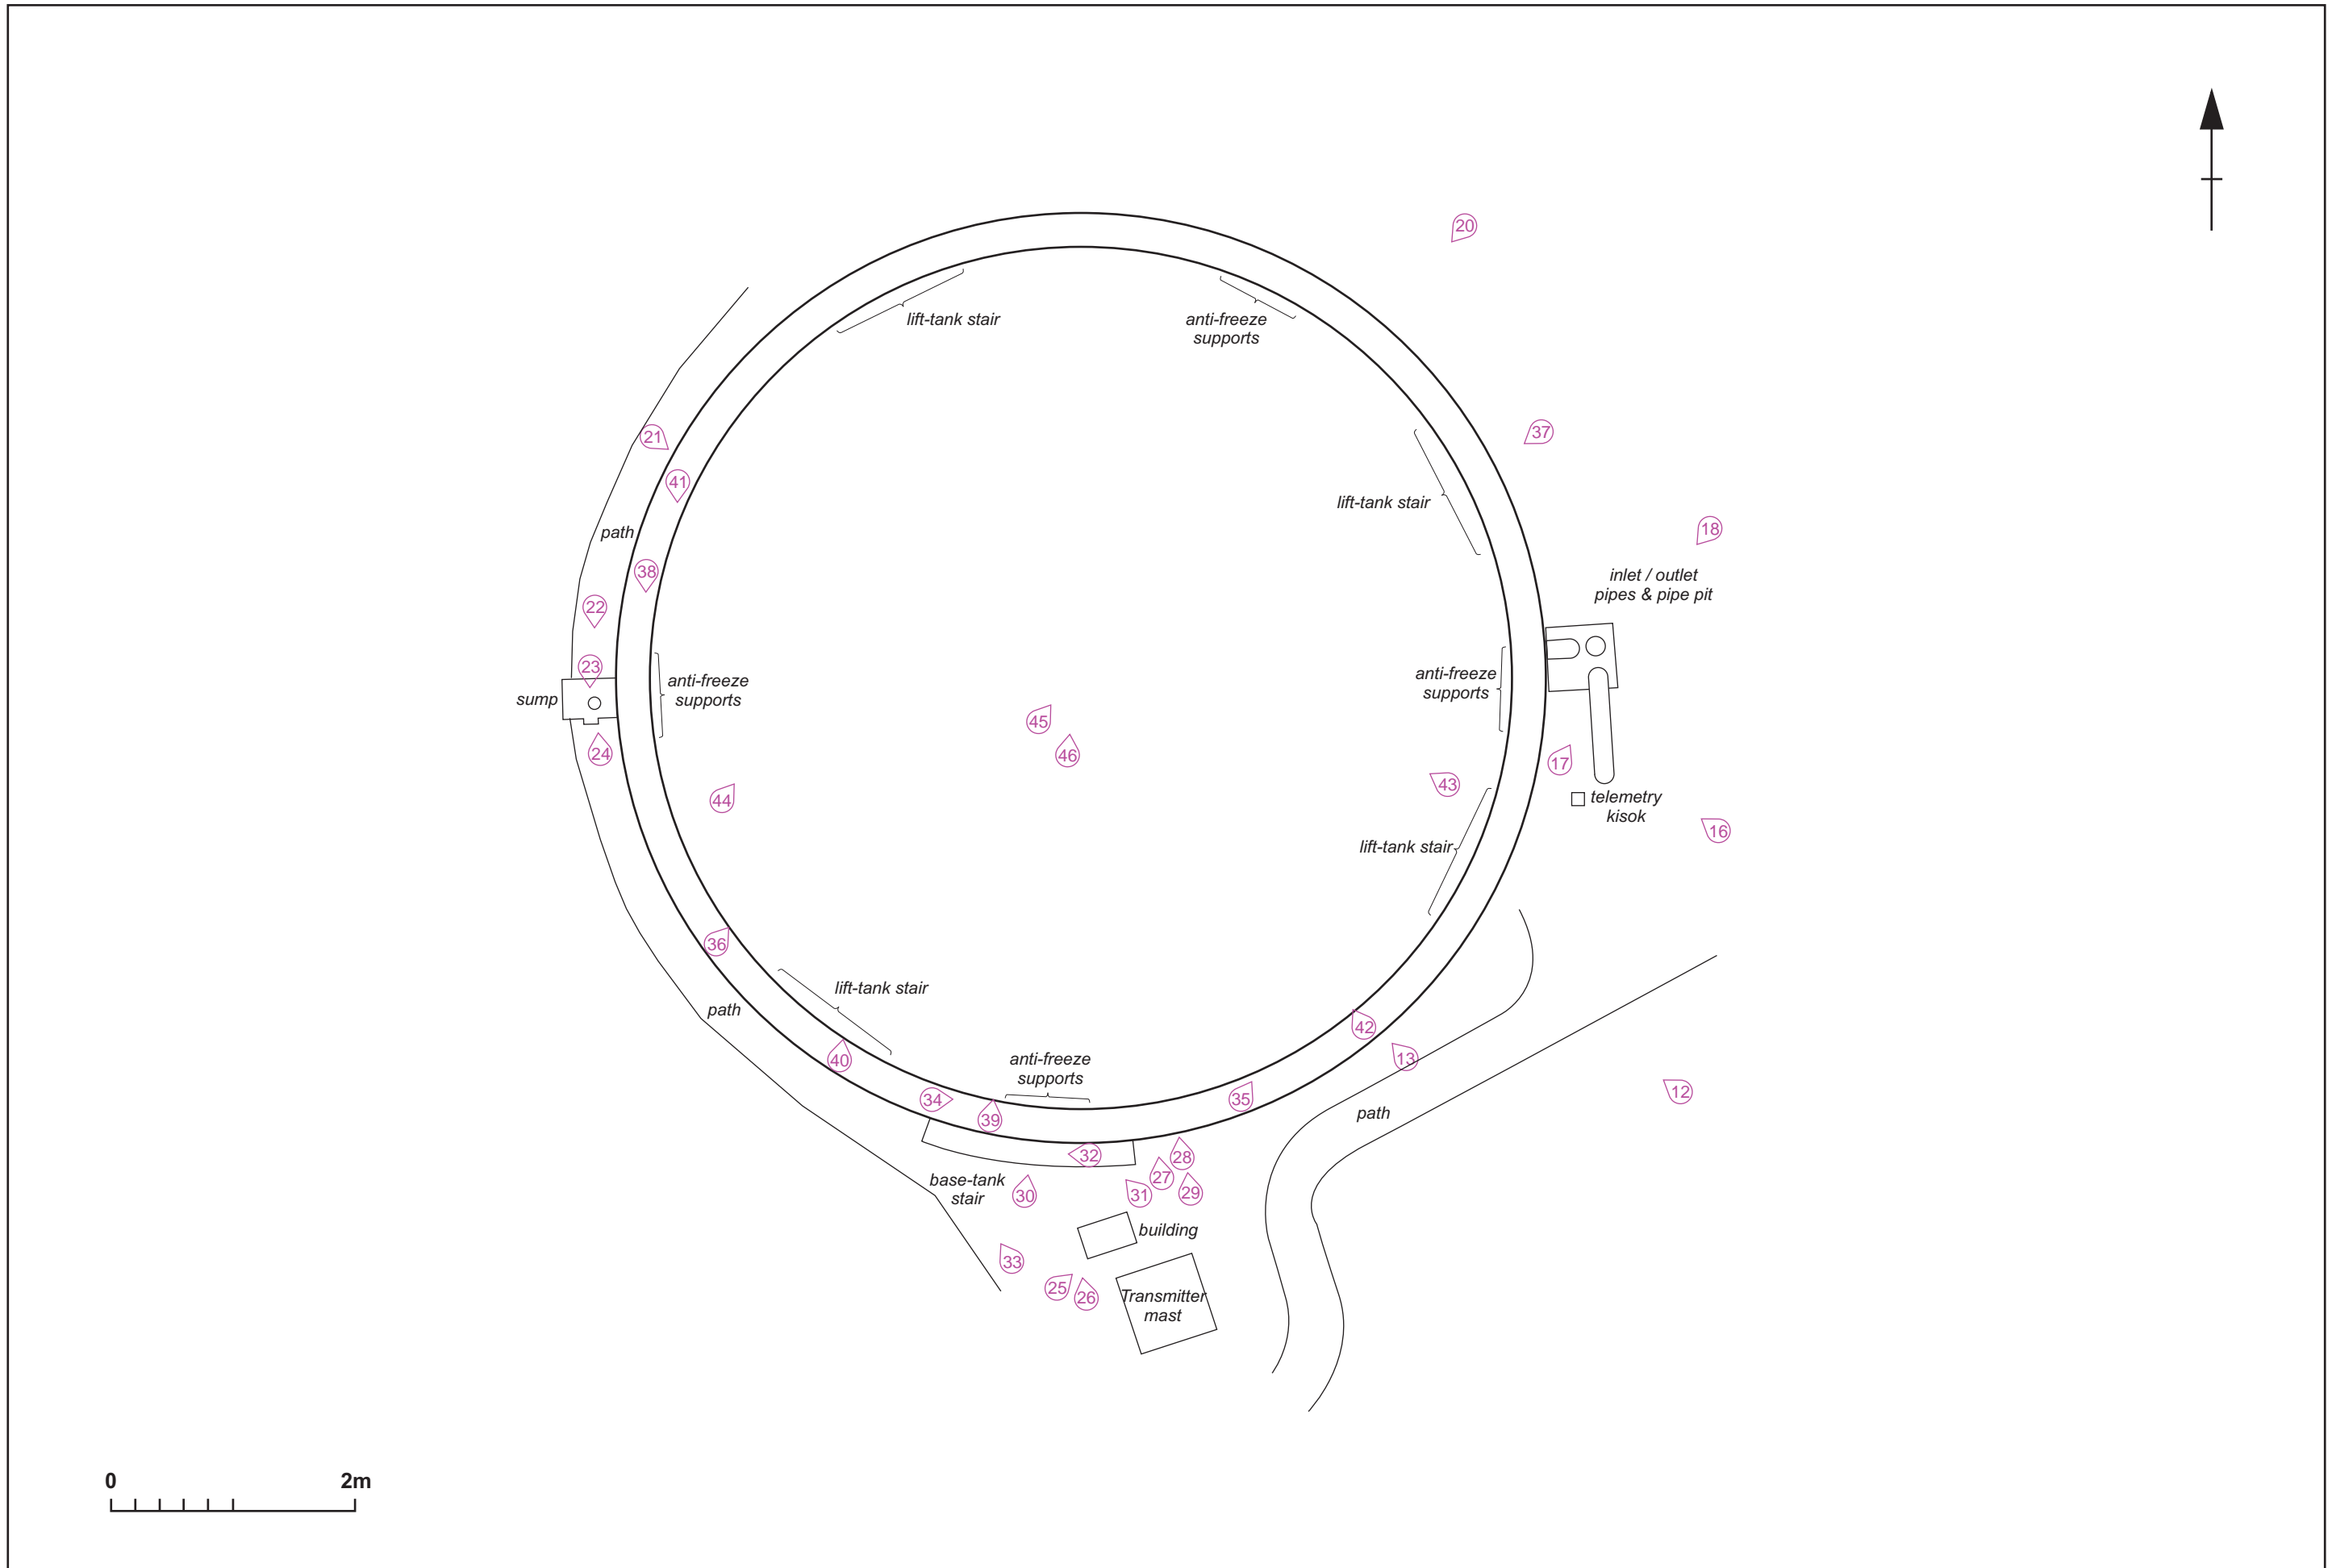 20
lift-tank stair
anti-freeze
supports
21
37
41
lift-tank stair
path
18
38
inlet / outlet
pipes & pipe pit
22
23
anti-freeze
supports
anti-freeze
supports
sump
45
46
24
17
43
44
telemetry
kisok
16
lift-tank stair
36
lift-tank stair
path
42
40
anti-freeze
supports
13
34
35
12
39
path
32
28
27
base-tank
stair
30
31
29
building
33
25
26
Transmitter
mast
0
2m